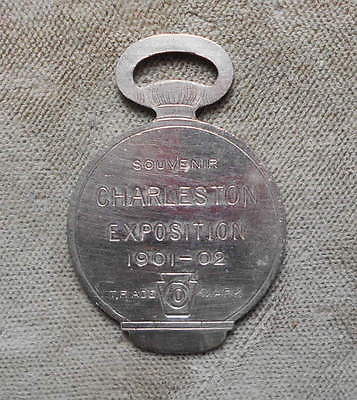 SOUVENIR
CHARLESTON
EXPOSITION
1901-02
TRADE MARK